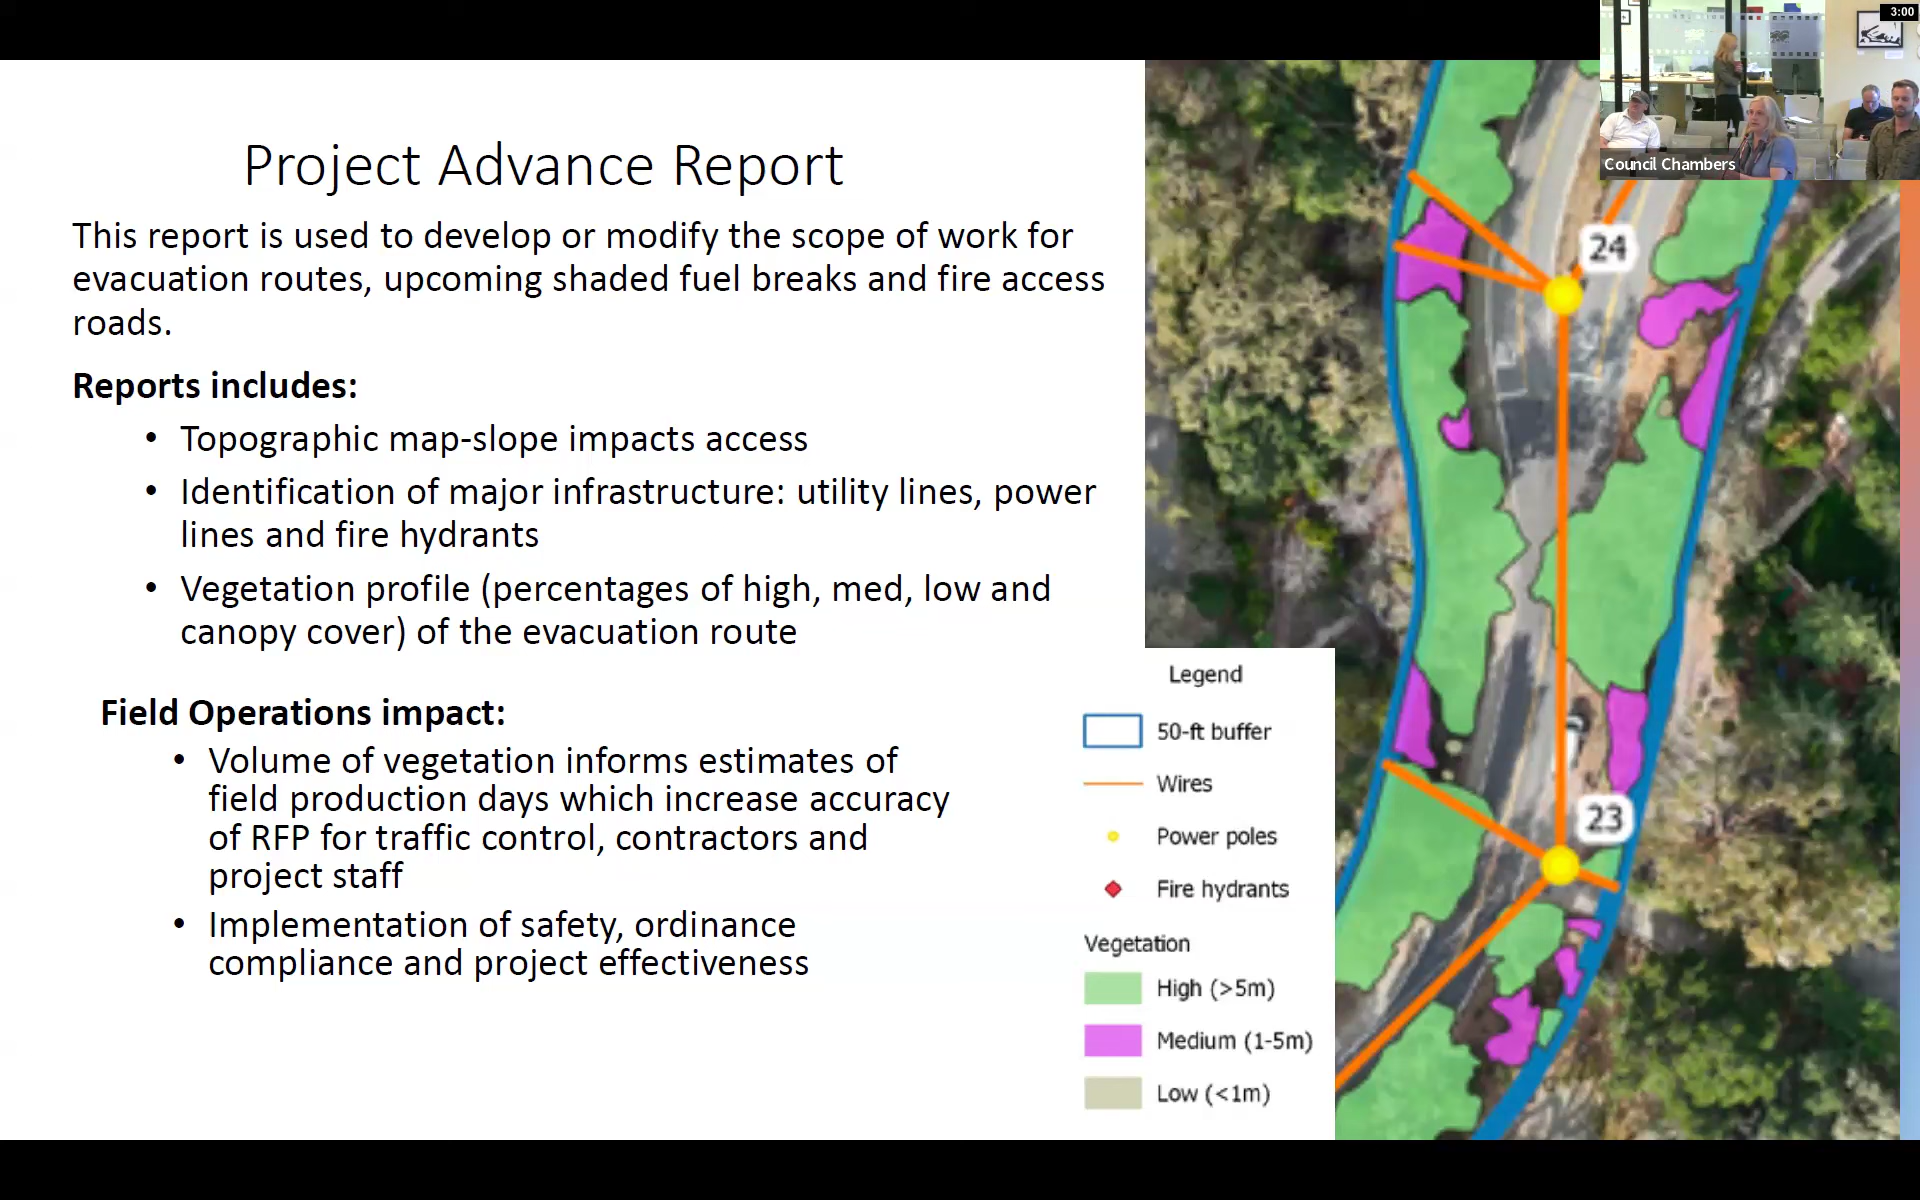 3:00
Council Chambers
Project Advance Report
This report is used to develop or modify the scope of work for
evacuation routes, upcoming shaded fuel breaks and fire access
roads.
Reports includes:
• Topographic map-slope impacts access
• Identification of major infrastructure: utility lines, power
lines and fire hydrants
• Vegetation profile (percentages of high, med, low and
canopy cover) of the evacuation route
Field Operations impact:
• Volume of vegetation informs estimates of
field production days which increase accuracy
of RFP for traffic control, contractors and
project staff
• Implementation of safety, ordinance
compliance and project effectiveness
24
23
Legend
50-ft buffer
Wires
Power poles
Fire hydrants
Vegetation
High (>5m)
Medium (1-5m)
Low (<1m)